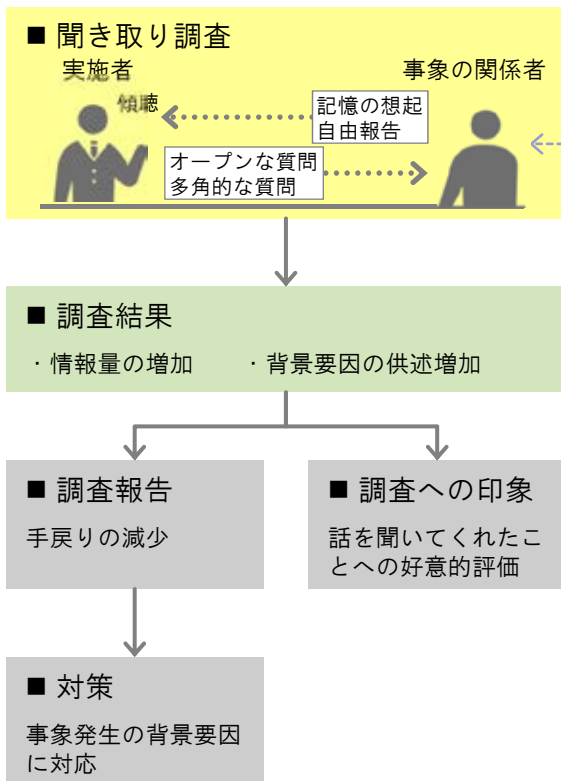 ■ 聞き取り調査
実施者
事象の関係者
傾聴
記憶の想起
自由報告
オープンな質問
多角的な質問
■ 調査結果
・情報量の増加
・背景要因の供述増加
■ 調査報告
手戻りの減少
■ 調査への印象
話を聞いてくれたこ
とへの好意的評価
■ 対策
事象発生の背景要因
に対応